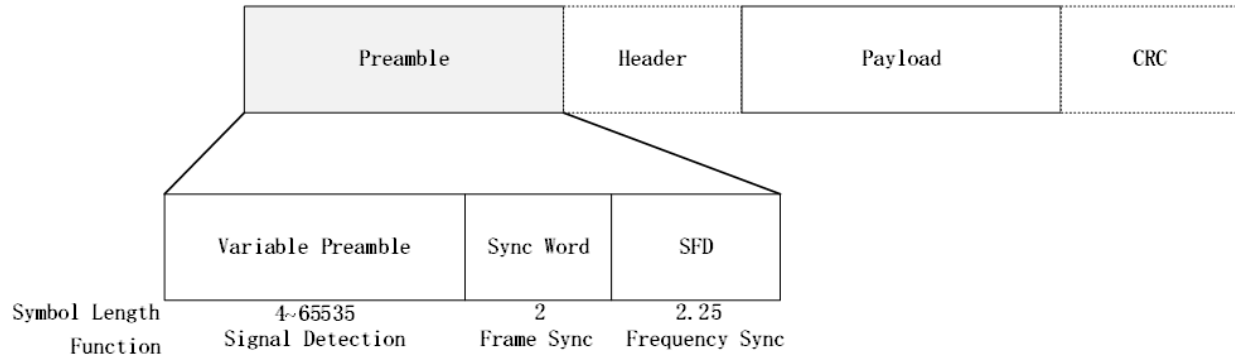 Preamble Header Payload CRC
Variable Preamble Sync Word SFD
Symbol Length 4~65535 2 2.25
Function Signal Detection Frame Sync Frequency Sync